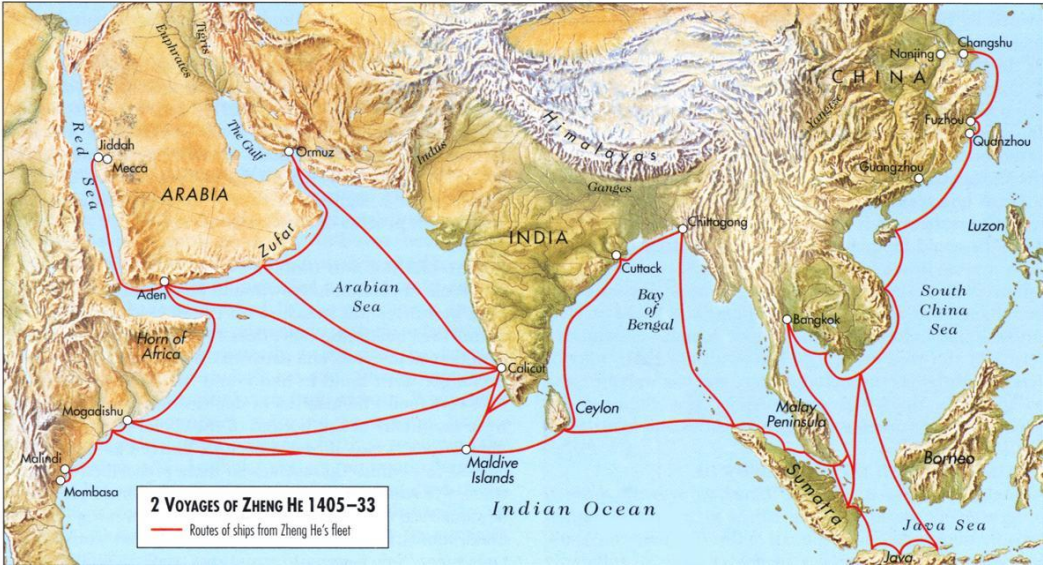 Euphrates
Tigris
Nanjing
Changshu
CHINA
Yangze
Fuzhou
Quanzhou
Guangzhou
Himalayas
Ganges
Indus
The Gulf
Ormuz
Red Sea
Jiddah
Mecca
ARABIA
Zufar
Aden
Arabian
Sea
INDIA
Cuttack
Chittagong
Bay
of
Bengal
Bangkok
South
China
Sea
Luzon
Horn of
Africa
Calicut
Ceylon
Malay
Peninsula
Mogadishu
Malindi
Mombasa
Maldive
Islands
Indian Ocean
Sumatra
Borneo
Java Sea
Java
2 VOYAGES OF ZHENG HE 1405–33
Routes of ships from Zheng He's fleet